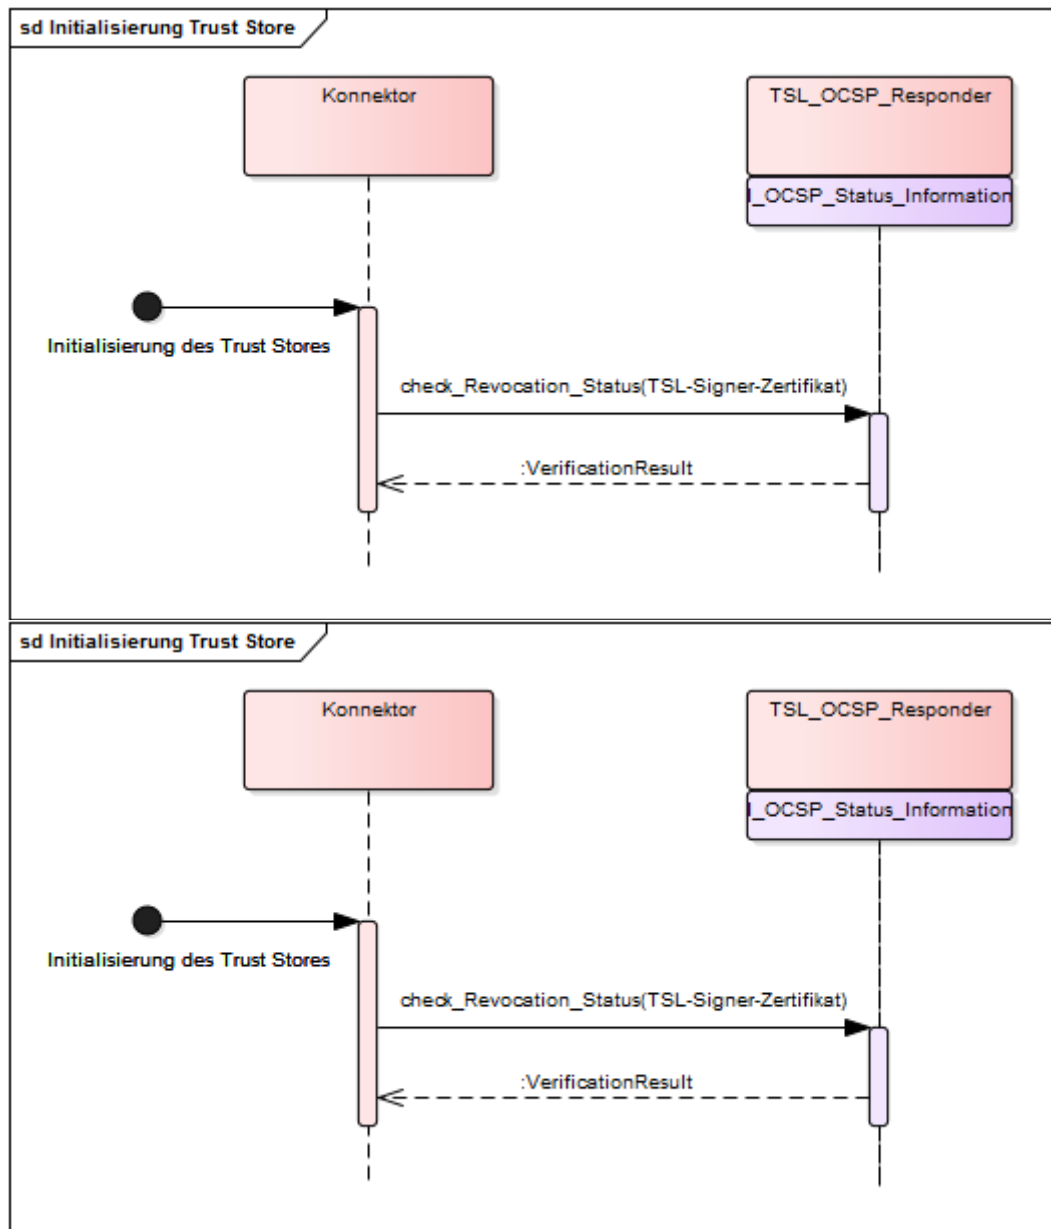 sd Initialisierung Trust Store
Konnektor
TSL_OCSP_Responder
I_OCSP_Status_Information
Initialisierung des Trust Stores
check_Revocation_Status(TSL-Signer-Zertifikat)
:VerificationResult
sd Initialisierung Trust Store
Konnektor
TSL_OCSP_Responder
I_OCSP_Status_Information
Initialisierung des Trust Stores
check_Revocation_Status(TSL-Signer-Zertifikat)
:VerificationResult